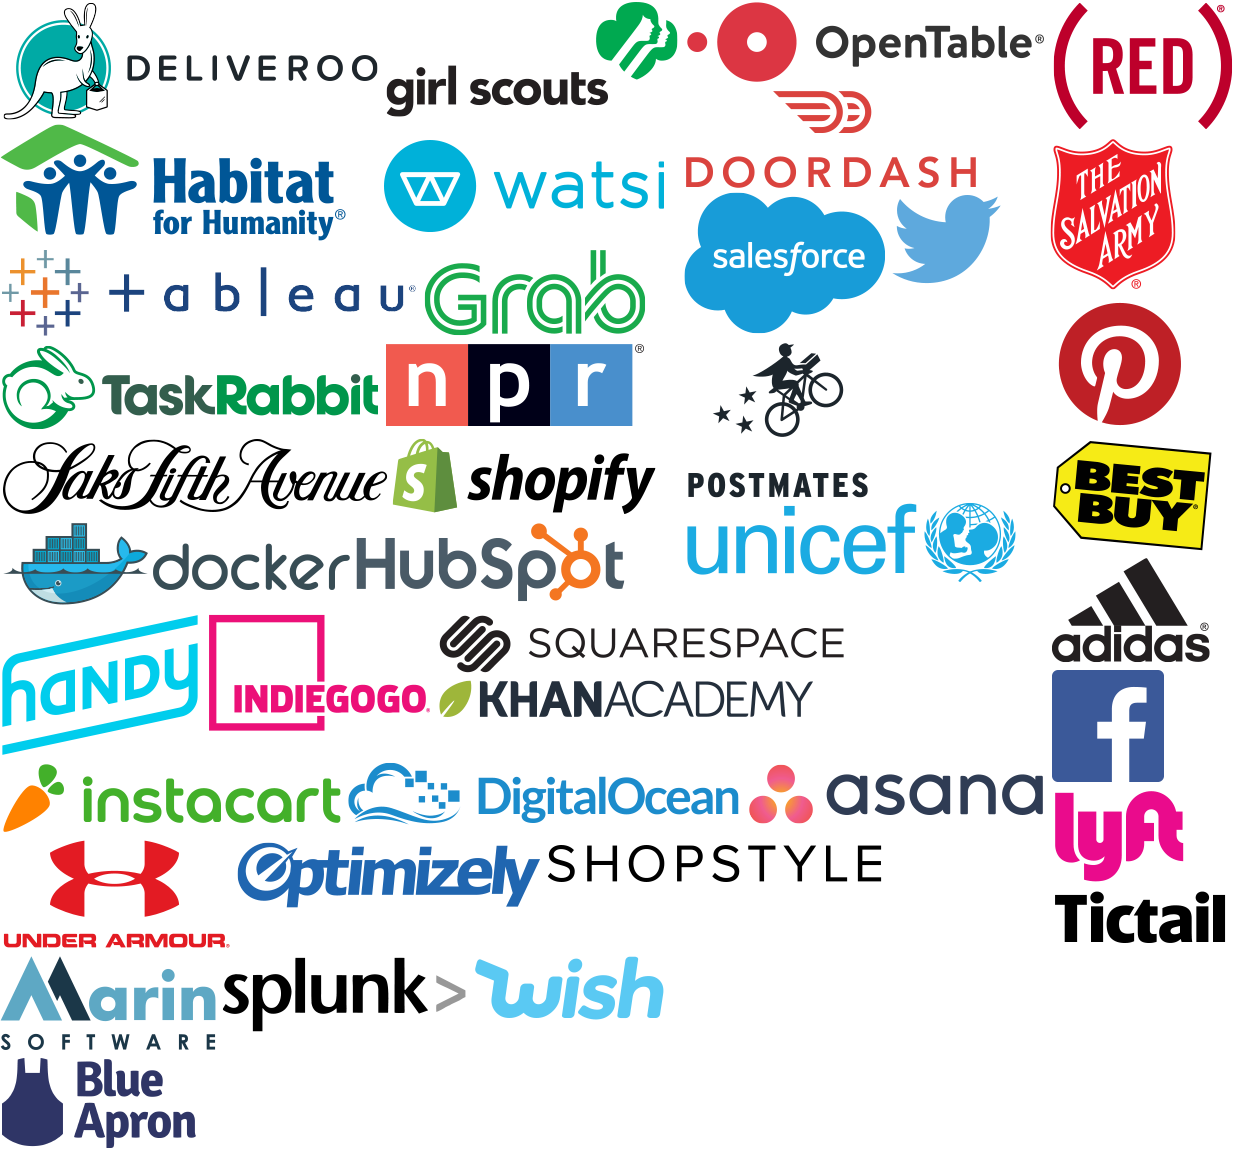 DELIVEROO
girl scouts
OpenTable®
(RED)®
Habitat
for Humanity®
watsi
DOORDASH
THE
SALVATION
ARMY
®
salesforce
+ableau®
Grab
TaskRabbit
npr®
Saks Fifth Avenue
S shopify
POSTMATES
BEST
BUY®
unicef
docker
HubSpot
adidas®
HANDY
INDIEGOGO.
SQUARESPACE
KHANACADEMY
f
instacart
DigitalOcean
asana
lyft
UNDER ARMOUR®
Optimizely
SHOPSTYLE
Tictail
Marin
SOFTWARE
splunk>
wish
Blue
Apron